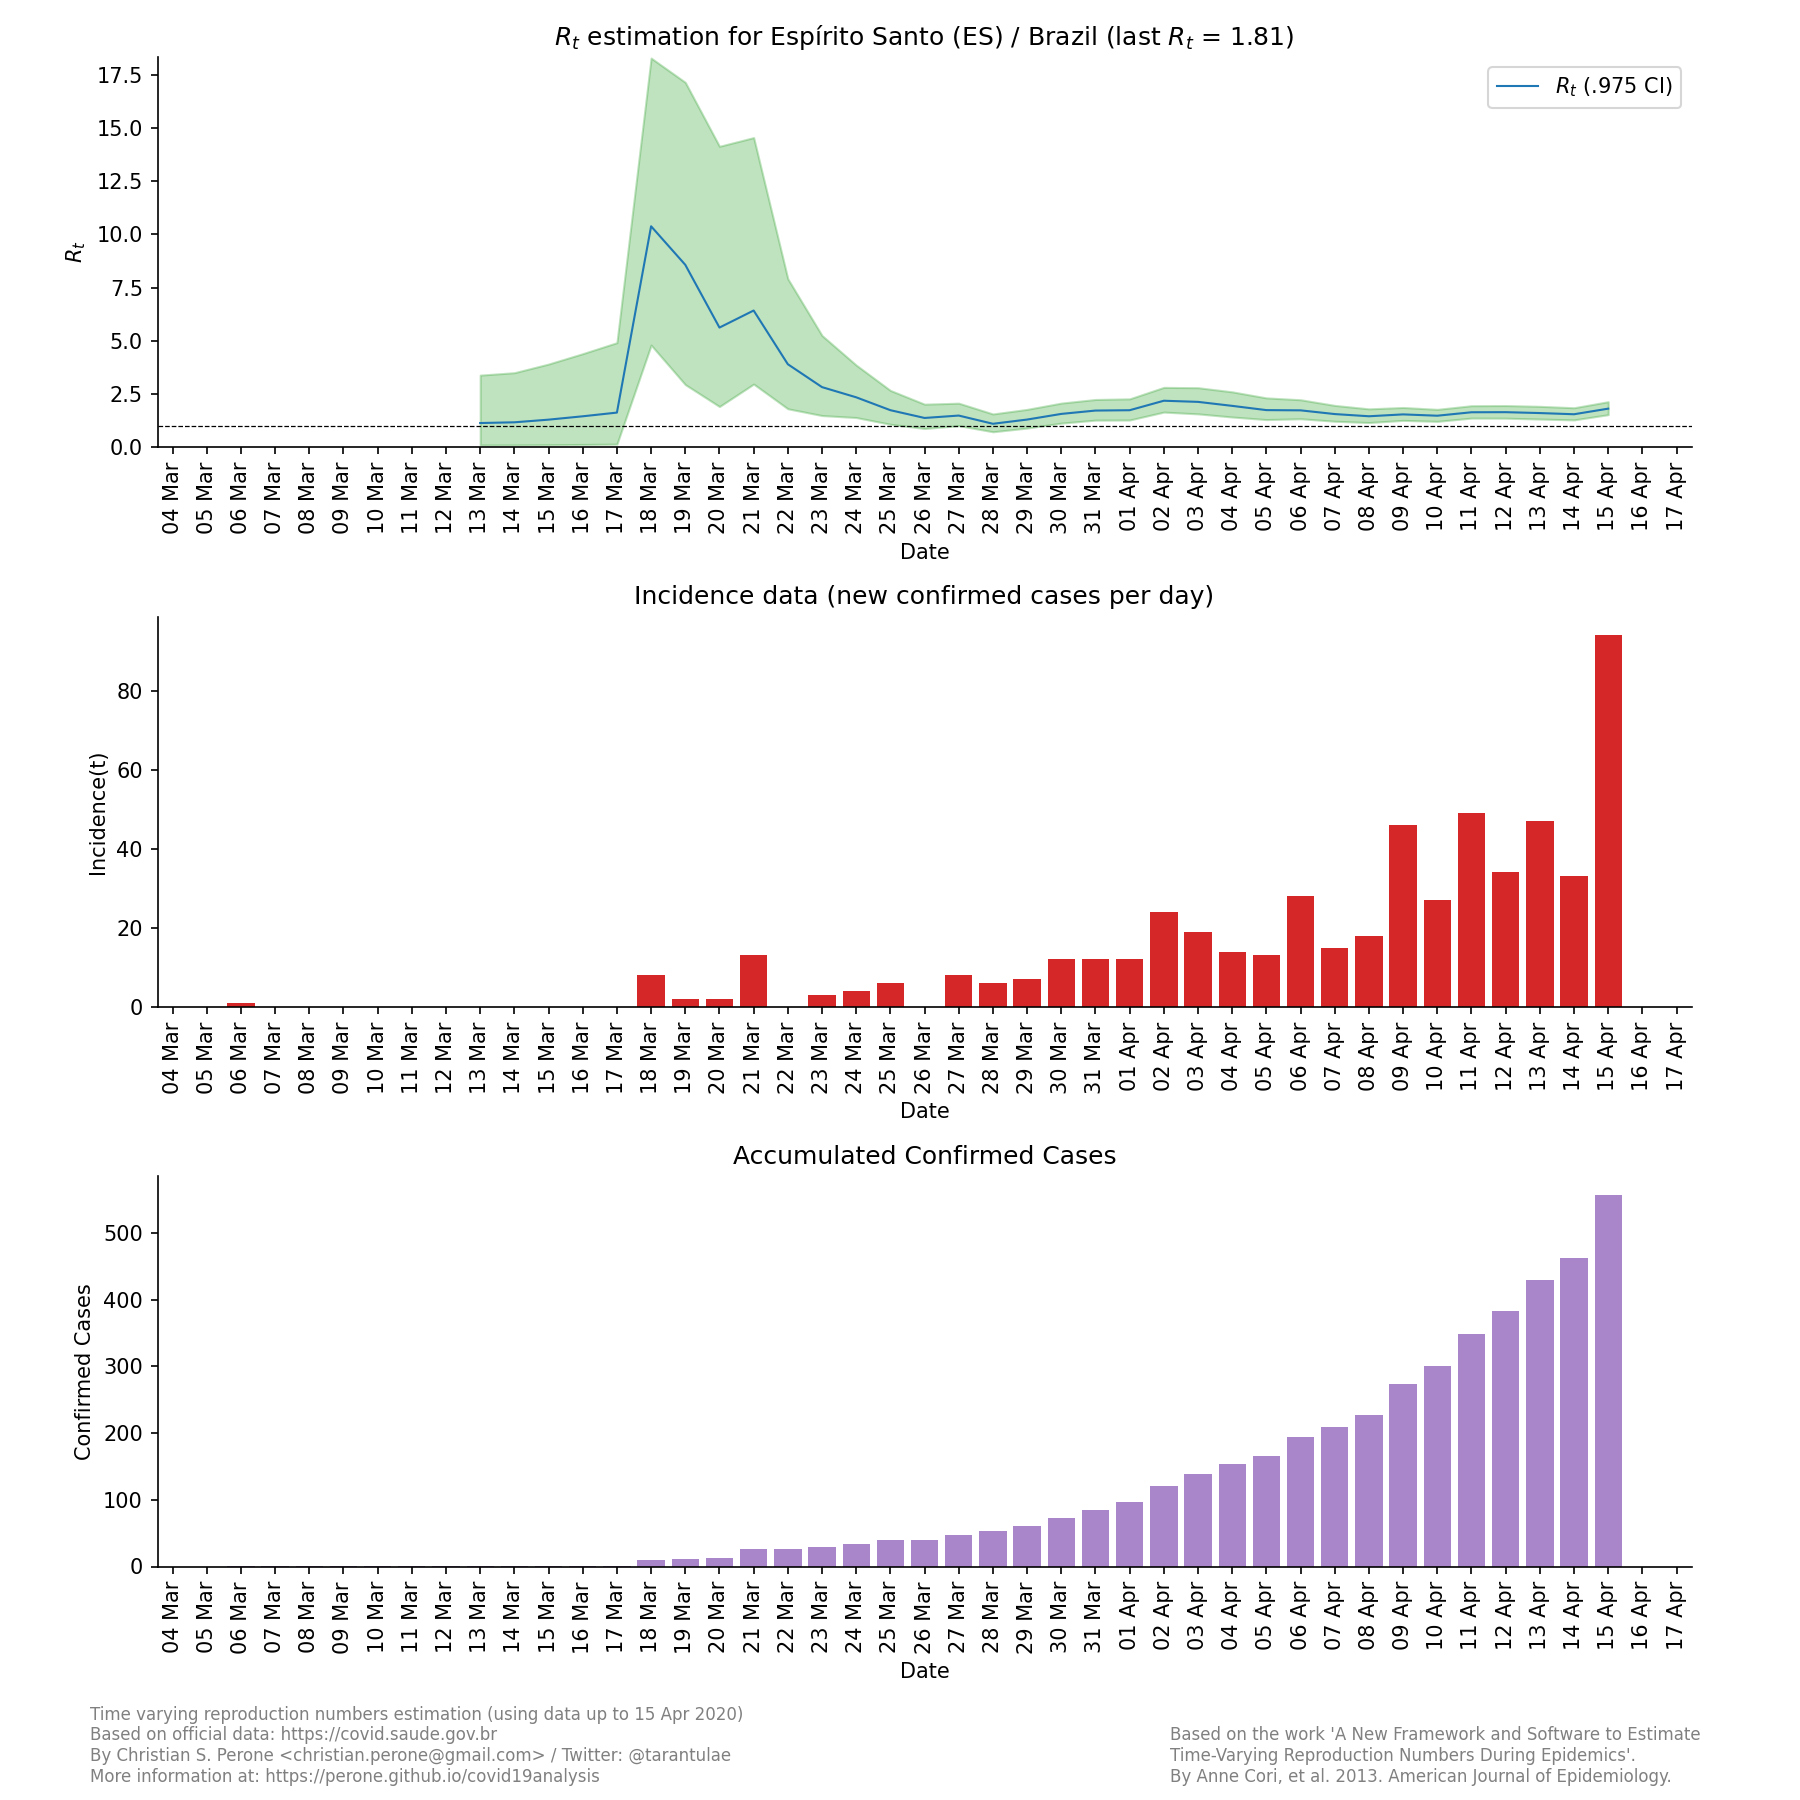 R_t estimation for Espírito Santo (ES) / Brazil (last R_t = 1.81)
R_t (.975 CI)
17.5
15.0
12.5
10.0
7.5
5.0
2.5
0.0
R_t
04 Mar 05 Mar 06 Mar 07 Mar 08 Mar 09 Mar 10 Mar 11 Mar 12 Mar 13 Mar 14 Mar 15 Mar 16 Mar 17 Mar 18 Mar 19 Mar 20 Mar 21 Mar 22 Mar 23 Mar 24 Mar 25 Mar 26 Mar 27 Mar 28 Mar 29 Mar 30 Mar 31 Mar 01 Apr 02 Apr 03 Apr 04 Apr 05 Apr 06 Apr 07 Apr 08 Apr 09 Apr 10 Apr 11 Apr 12 Apr 13 Apr 14 Apr 15 Apr 16 Apr 17 Apr
Date
Incidence data (new confirmed cases per day)
80
60
40
20
0
Incidence(t)
04 Mar 05 Mar 06 Mar 07 Mar 08 Mar 09 Mar 10 Mar 11 Mar 12 Mar 13 Mar 14 Mar 15 Mar 16 Mar 17 Mar 18 Mar 19 Mar 20 Mar 21 Mar 22 Mar 23 Mar 24 Mar 25 Mar 26 Mar 27 Mar 28 Mar 29 Mar 30 Mar 31 Mar 01 Apr 02 Apr 03 Apr 04 Apr 05 Apr 06 Apr 07 Apr 08 Apr 09 Apr 10 Apr 11 Apr 12 Apr 13 Apr 14 Apr 15 Apr 16 Apr 17 Apr
Date
Accumulated Confirmed Cases
500
400
300
200
100
0
Confirmed Cases
04 Mar 05 Mar 06 Mar 07 Mar 08 Mar 09 Mar 10 Mar 11 Mar 12 Mar 13 Mar 14 Mar 15 Mar 16 Mar 17 Mar 18 Mar 19 Mar 20 Mar 21 Mar 22 Mar 23 Mar 24 Mar 25 Mar 26 Mar 27 Mar 28 Mar 29 Mar 30 Mar 31 Mar 01 Apr 02 Apr 03 Apr 04 Apr 05 Apr 06 Apr 07 Apr 08 Apr 09 Apr 10 Apr 11 Apr 12 Apr 13 Apr 14 Apr 15 Apr 16 Apr 17 Apr
Date
Time varying reproduction numbers estimation (using data up to 15 Apr 2020)
Based on official data: https://covid.saude.gov.br
By Christian S. Perone <christian.perone@gmail.com> / Twitter: @tarantulae
More information at: https://perone.github.io/covid19analysis
Based on the work 'A New Framework and Software to Estimate
Time-Varying Reproduction Numbers During Epidemics'.
By Anne Cori, et al. 2013. American Journal of Epidemiology.